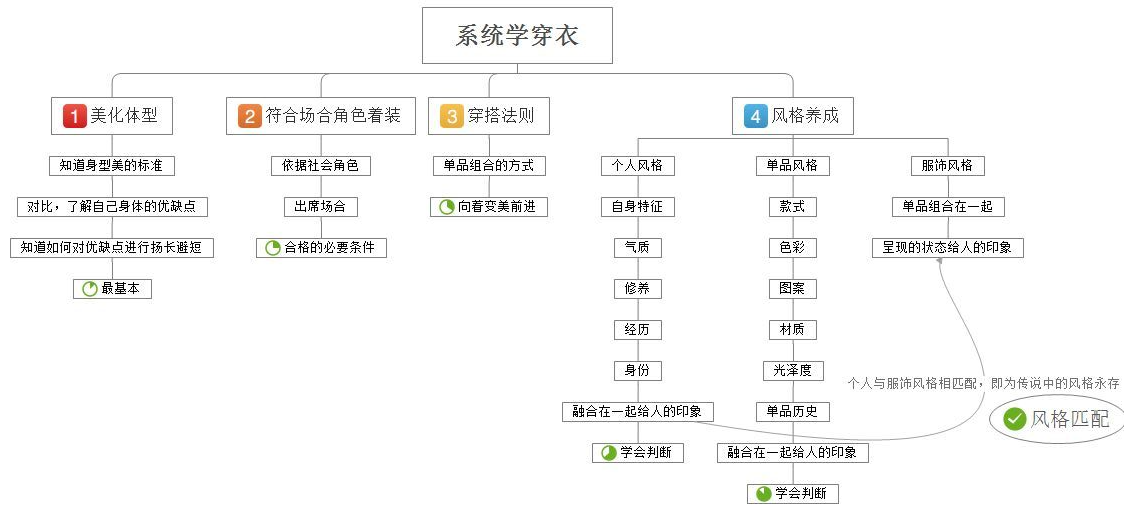 系统学穿衣
1 美化体型
知道身型美的标准
对比，了解自己身体的优缺点
知道如何对优缺点进行扬长避短
最基本
2 符合场合角色着装
依据社会角色
出席场合
合格的必要条件
3 穿搭法则
单品组合的方式
向着变美前进
4 风格养成
个人风格
自身特征
气质
修养
经历
身份
融合在一起给人的印象
学会判断
单品风格
款式
色彩
图案
材质
光泽度
单品历史
融合在一起给人的印象
学会判断
服饰风格
单品组合在一起
呈现的状态给人的印象
个人与服饰风格相匹配，即为传说中的风格永存
风格匹配